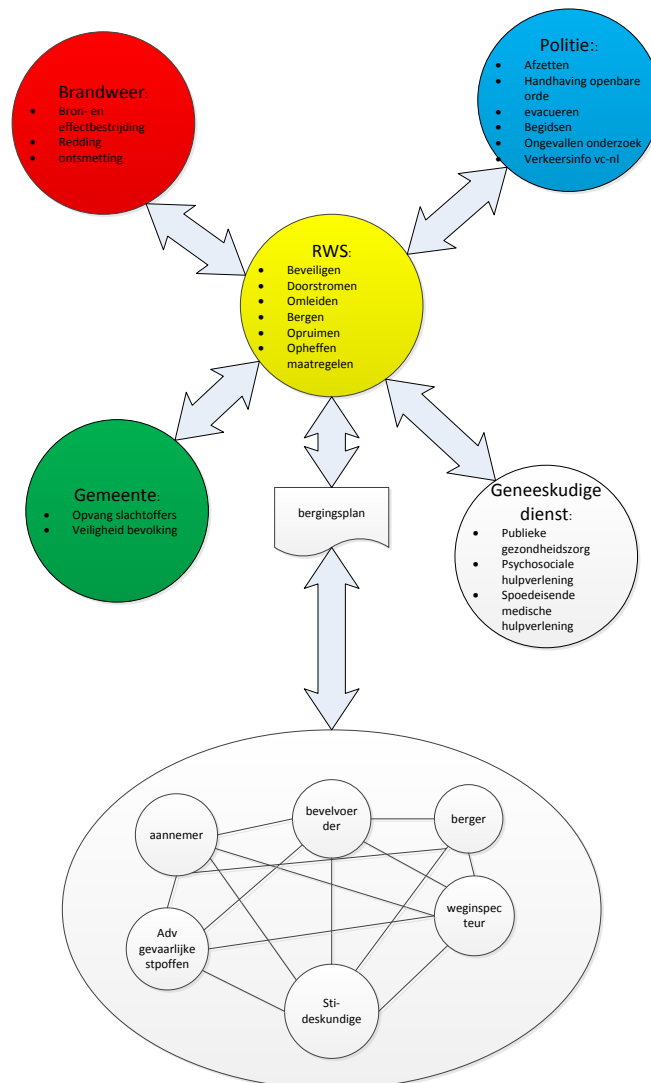 Brandweer:
• Bron- en
effectbestrijding
• Redding
• ontsmetting
Politie::
• Afzetten
• Handhaving openbare
orde
• evacueren
• Begidsen
• Ongevallen onderzoek
• Verkeersinfo vc-nl
RWS:
• Beveiligen
• Doorstromen
• Omleiden
• Bergen
• Opruimen
• Opheffen
maatregelen
Gemeente:
• Opvang slachtoffers
• Veiligheid bevolking
bergingsplan
Geneeskudige
dienst:
• Publieke
gezondheidszorg
• Psychosociale
hulpverlening
• Spoedeisende
medische
hulpverlening
aannemer
bevelvoer
der
berger
Adv
gevaarlijke
stpoffen
weginspec
teur
Sti-
deskundige